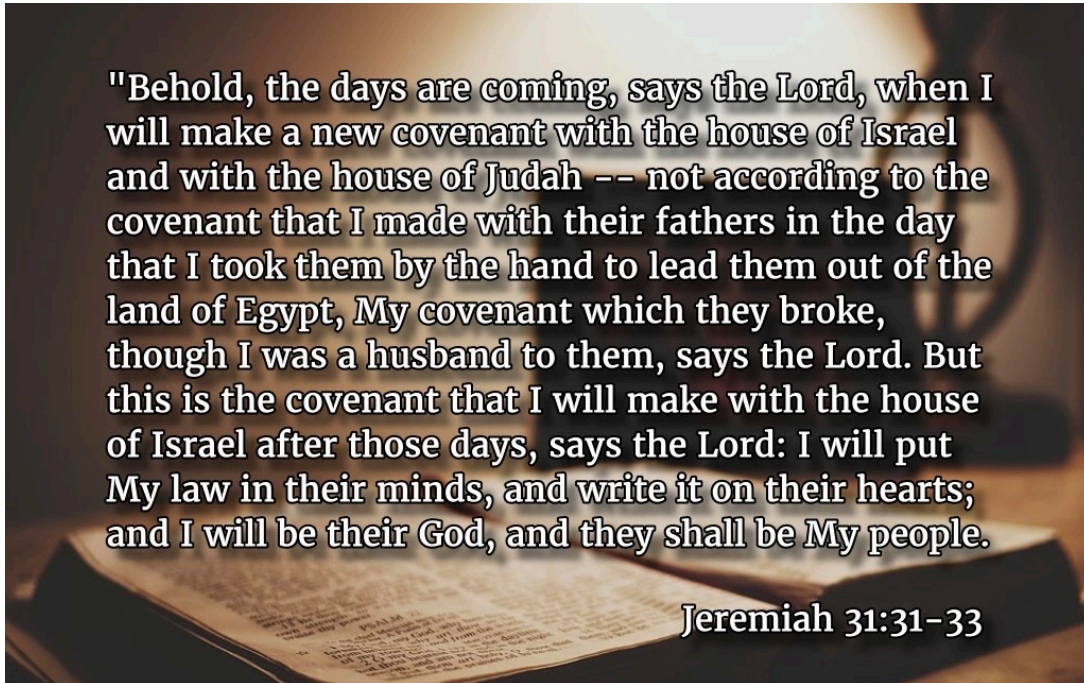 "Behold, the days are coming, says the Lord, when I
will make a new covenant with the house of Israel
and with the house of Judah -- not according to the
covenant that I made with their fathers in the day
that I took them by the hand to lead them out of the
land of Egypt, My covenant which they broke,
though I was a husband to them, says the Lord. But
this is the covenant that I will make with the house
of Israel after those days, says the Lord: I will put
My law in their minds, and write it on their hearts;
and I will be their God, and they shall be My people.
Jeremiah 31:31-33
PSALM